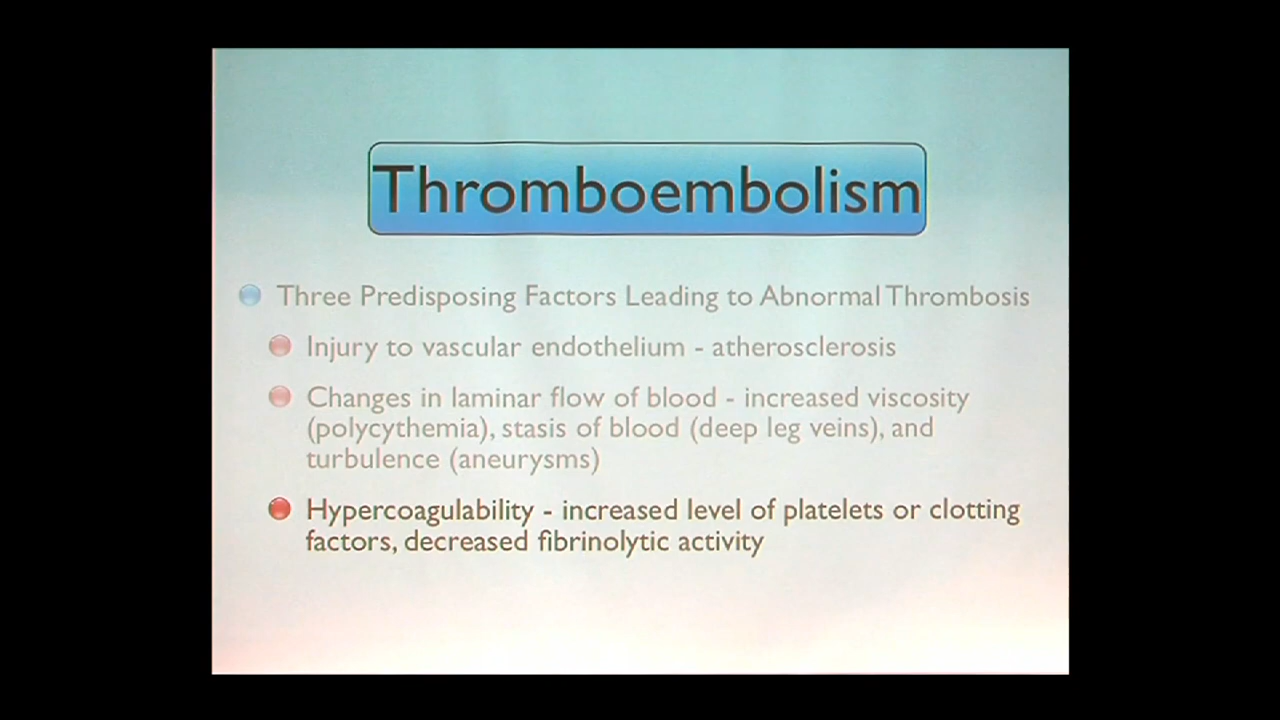 Thromboembolism
Three Predisposing Factors Leading to Abnormal Thrombosis
Injury to vascular endothelium - atherosclerosis
Changes in laminar flow of blood - increased viscosity
(polycythemia), stasis of blood (deep leg veins), and
turbulence (aneurysms)
Hypercoagulability - increased level of platelets or clotting
factors, decreased fibrinolytic activity